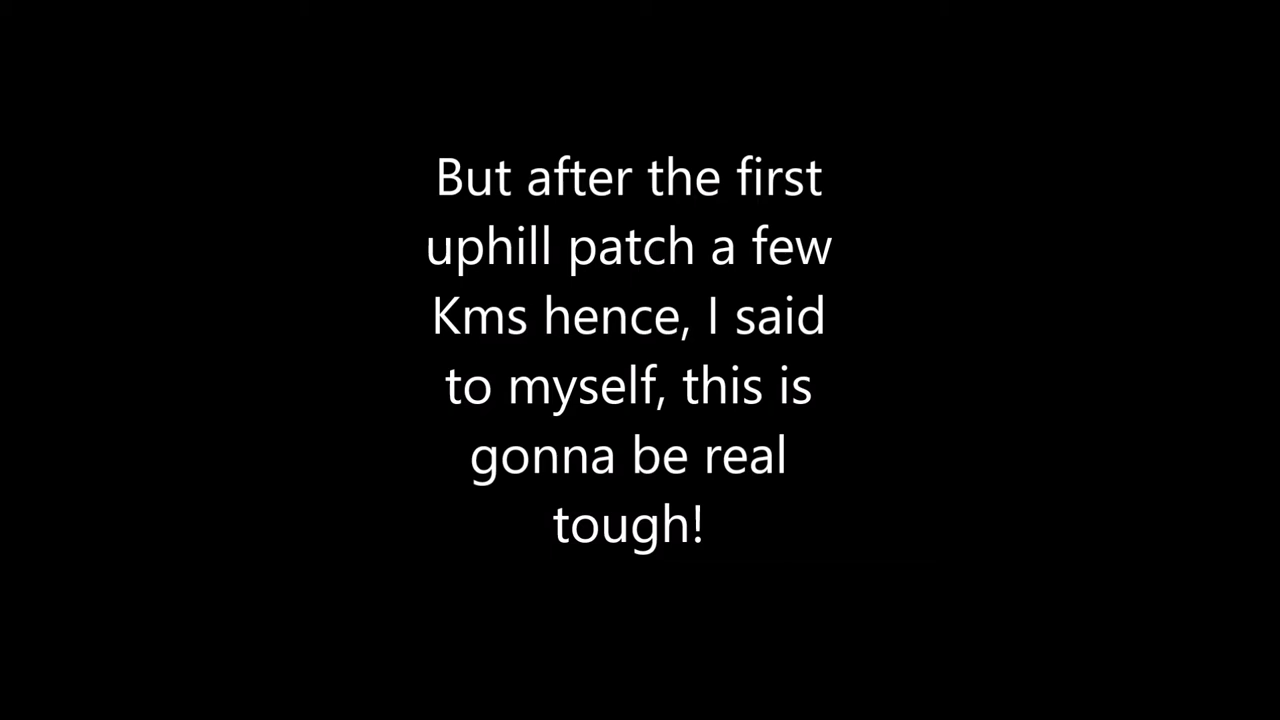 But after the first
uphill patch a few
Kms hence, I said
to myself, this is
gonna be real
tough!